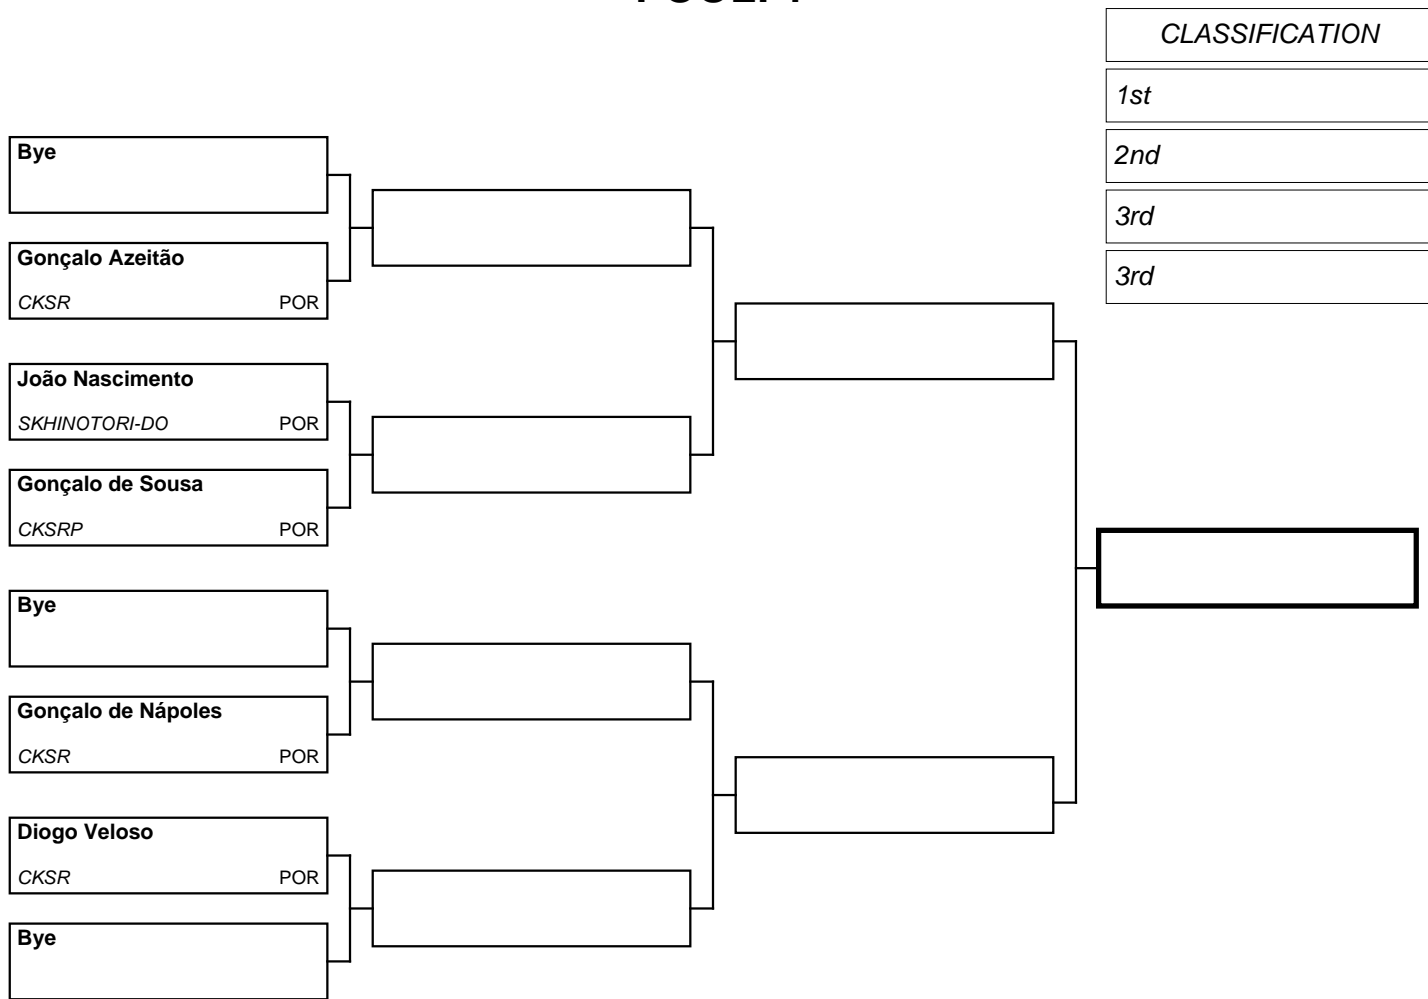 CLASSIFICATION
1st
2nd
3rd
3rd
Bye
Gonçalo Azeitão
CKSR POR
João Nascimento
SKHINOTORI-DO POR
Gonçalo de Sousa
CKSRP POR
Bye
Gonçalo de Nápoles
CKSR POR
Diogo Veloso
CKSR POR
Bye